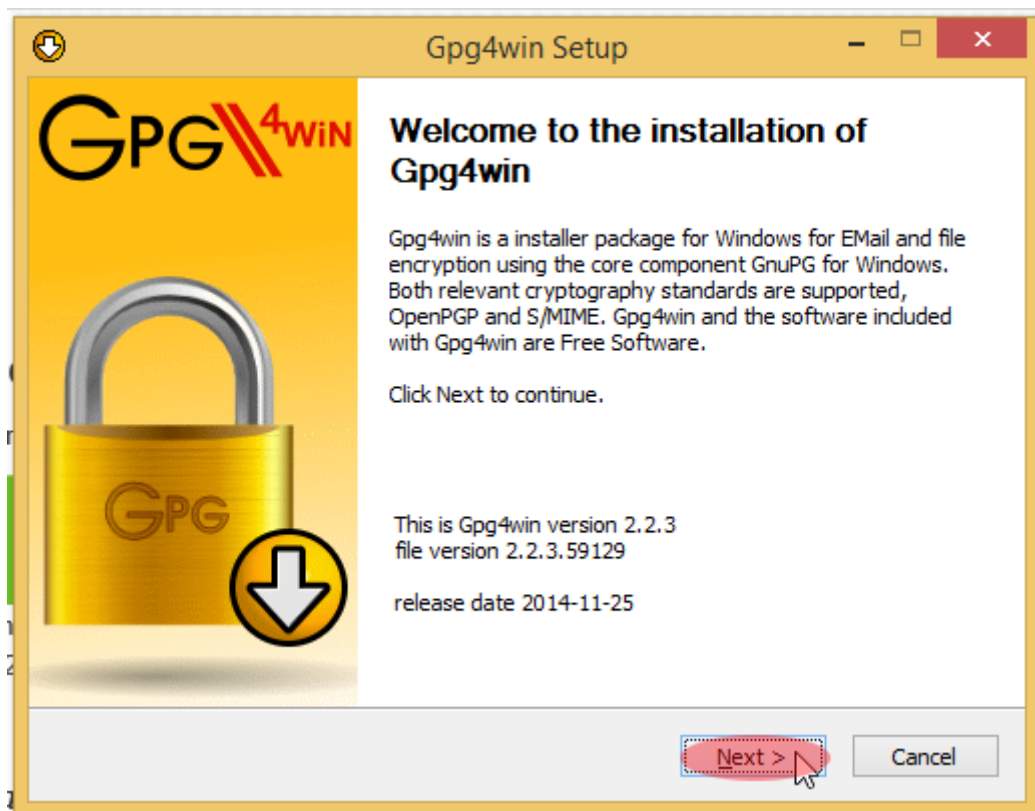 Gpg4win Setup
GPG4WiN
Welcome to the installation of
Gpg4win
Gpg4win is a installer package for Windows for EMail and file
encryption using the core component GnuPG for Windows.
Both relevant cryptography standards are supported,
OpenPGP and S/MIME. Gpg4win and the software included
with Gpg4win are Free Software.
Click Next to continue.
GPG
This is Gpg4win version 2.2.3
file version 2.2.3.59129
release date 2014-11-25
Next >
Cancel